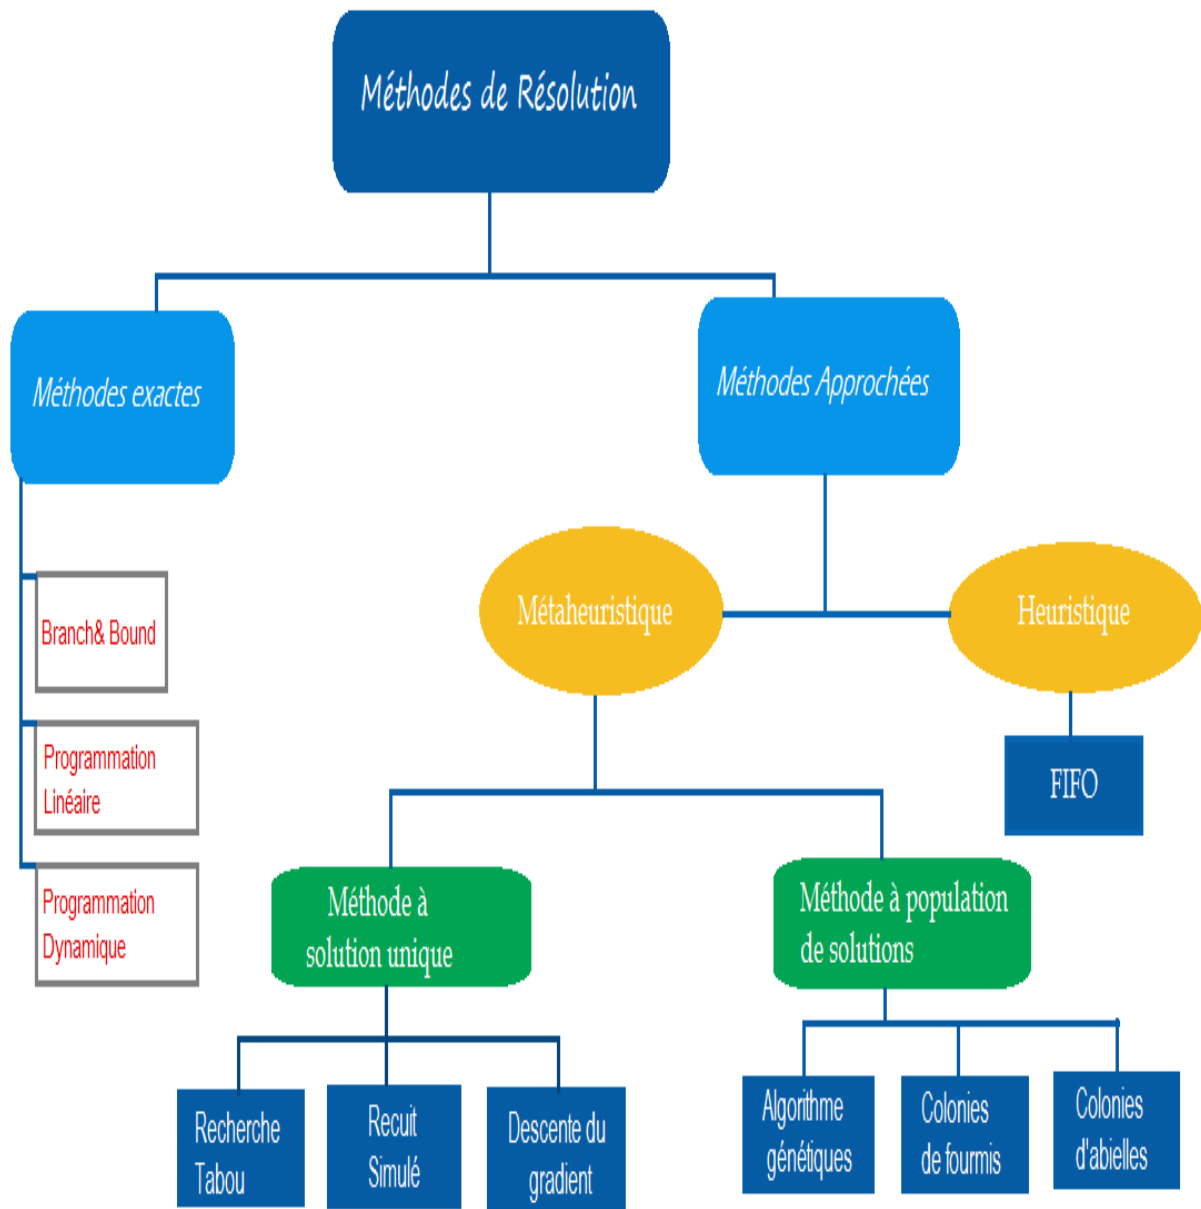 Méthodes de Résolution
Méthodes exactes
Méthodes Approchées
Métaheuristique
Heuristique
Branch& Bound
Programmation
Linéaire
Programmation
Dynamique
FIFO
Méthode à
solution unique
Méthode à population
de solutions
Recherche
Tabou
Recuit
Simulé
Descente du
gradient
Algorithme
génétiques
Colonies
de fourmis
Colonies
d'abielles